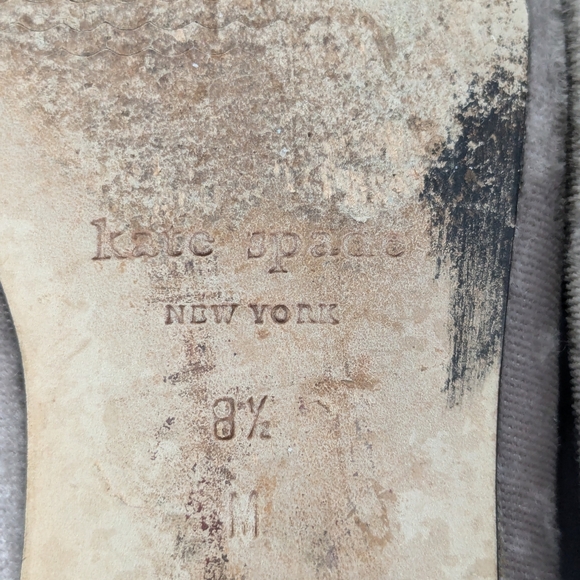 kate spade
NEW YORK
8½
M